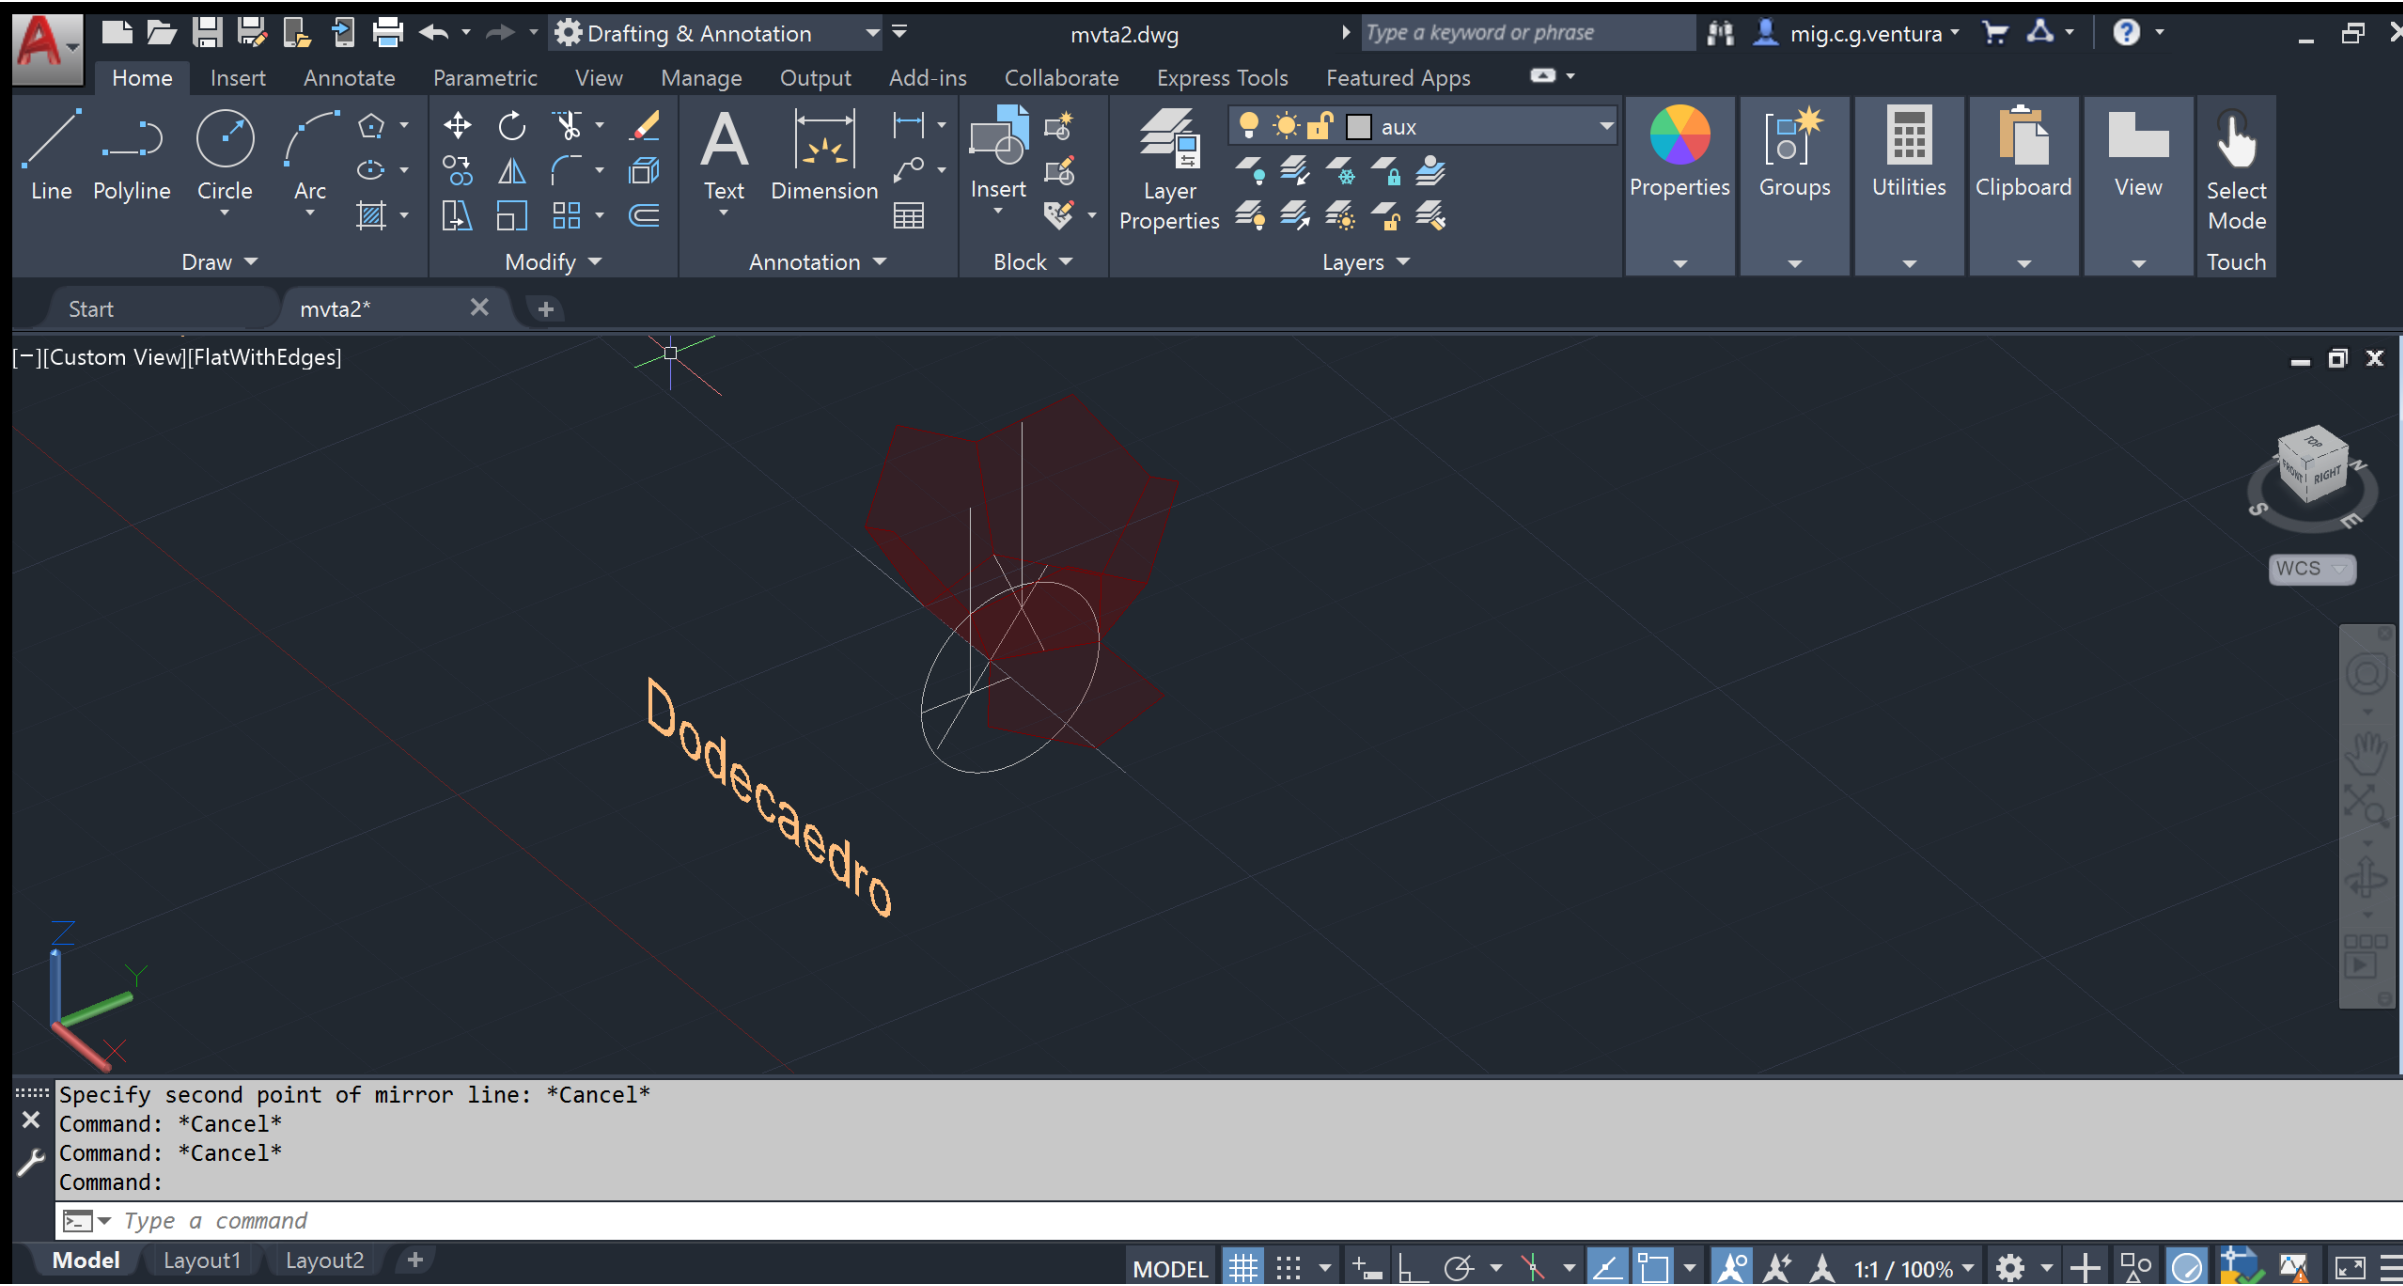 Drafting & Annotation
mvta2.dwg
Type a keyword or phrase
mig.c.g.ventura
Home Insert Annotate Parametric View Manage Output Add-ins Collaborate Express Tools Featured Apps
Line Polyline Circle Arc
Text Dimension
Insert
Layer Properties
aux
Properties Groups Utilities Clipboard View
Select Mode
Draw Modify Annotation Block Layers Touch
Start mvta2*
[−][Custom View][FlatWithEdges]
TOP
FRONT RIGHT
N
S E
WCS
Dodecaedro
Z
Y
X
Specify second point of mirror line: *Cancel*
Command: *Cancel*
Command: *Cancel*
Command:
Type a command
Model Layout1 Layout2
MODEL 1:1 / 100%